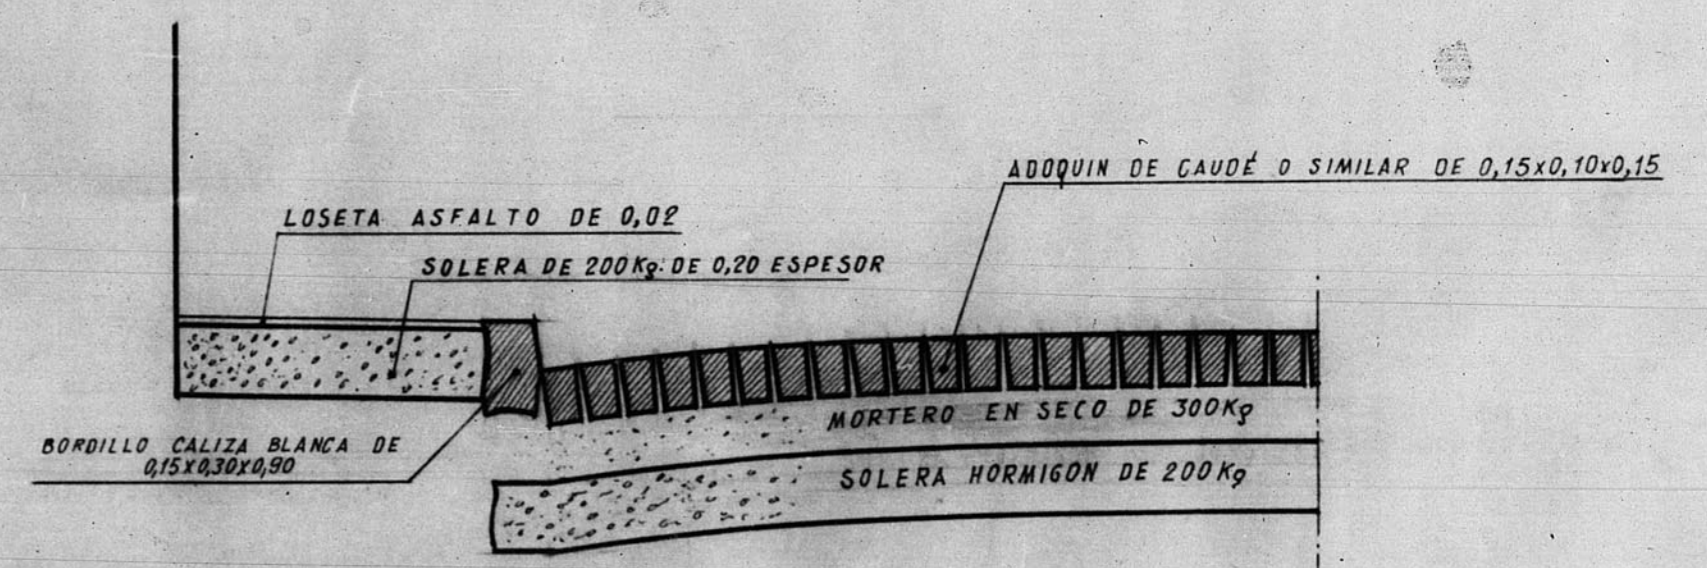 ADOQUIN DE CAUDÉ O SIMILAR DE 0,15x0,10x0,15
LOSETA ASFALTO DE 0,02
SOLERA DE 200Kg. DE 0,20 ESPESOR
MORTERO EN SECO DE 300Kg
BORDILLO CALIZA BLANCA DE
0,15x0,30x0,90
SOLERA HORMIGON DE 200Kg